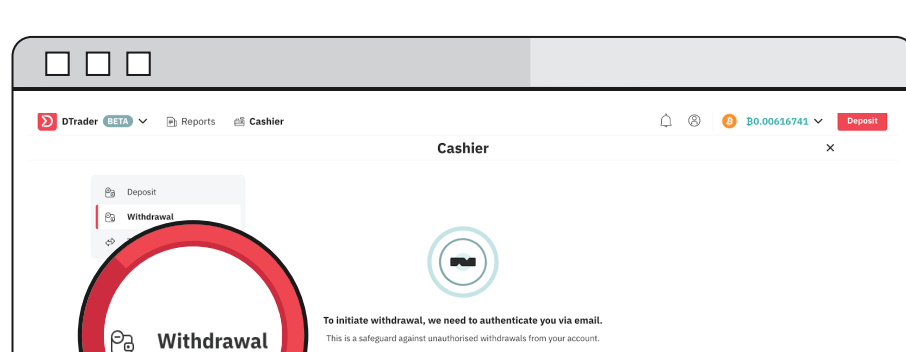 DTrader BETA Reports Cashier ₿0.00616741 Deposit
Cashier
Deposit
Withdrawal
Withdrawal
To initiate withdrawal, we need to authenticate you via email.
This is a safeguard against unauthorised withdrawals from your account.